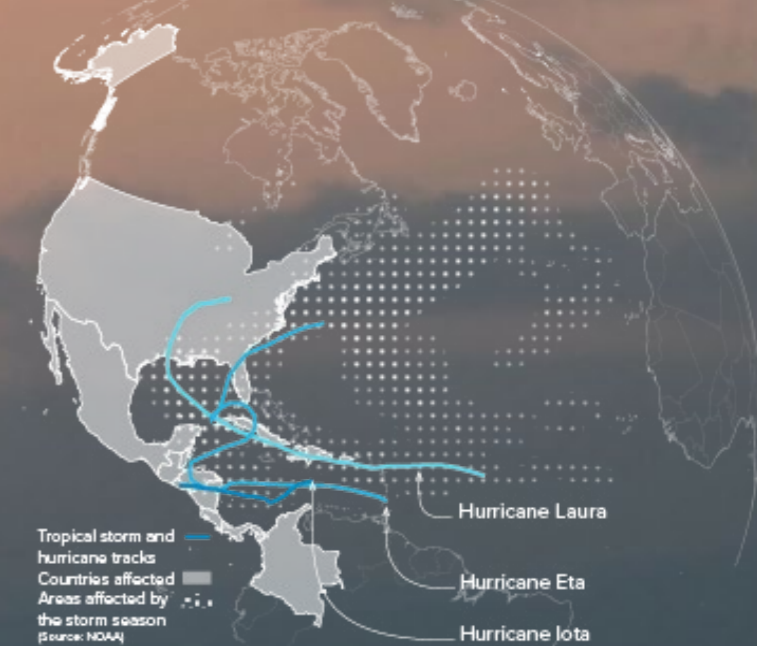 Hurricane Laura
Tropical storm and
hurricane tracks
Countries affected
Areas affected by
the storm season
(Source: NOAA)
Hurricane Eta
Hurricane Iota